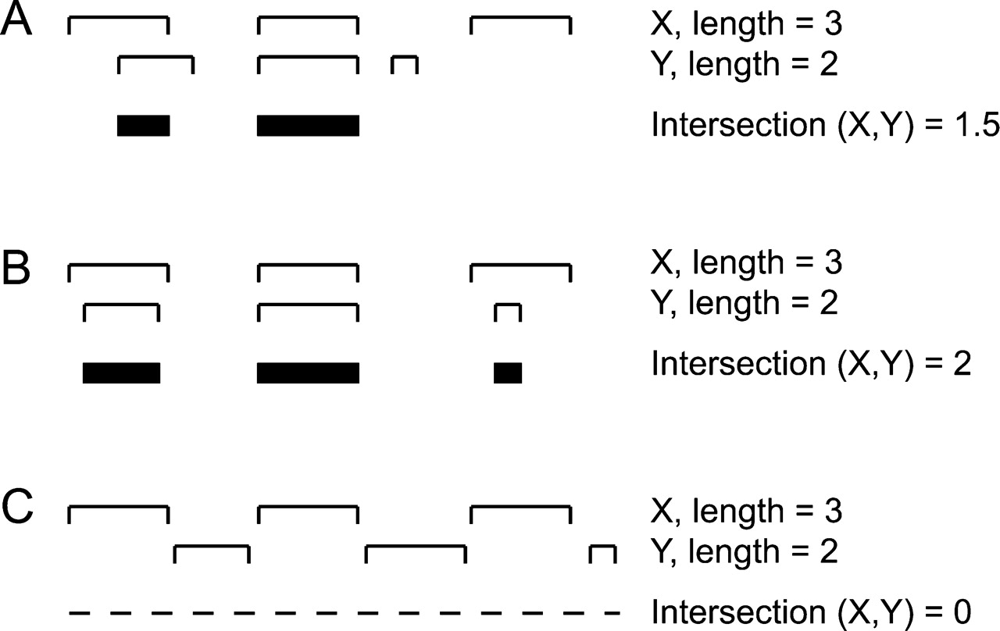 A
X, length = 3
Y, length = 2
Intersection (X,Y) = 1.5
B
X, length = 3
Y, length = 2
Intersection (X,Y) = 2
C
X, length = 3
Y, length = 2
Intersection (X,Y) = 0